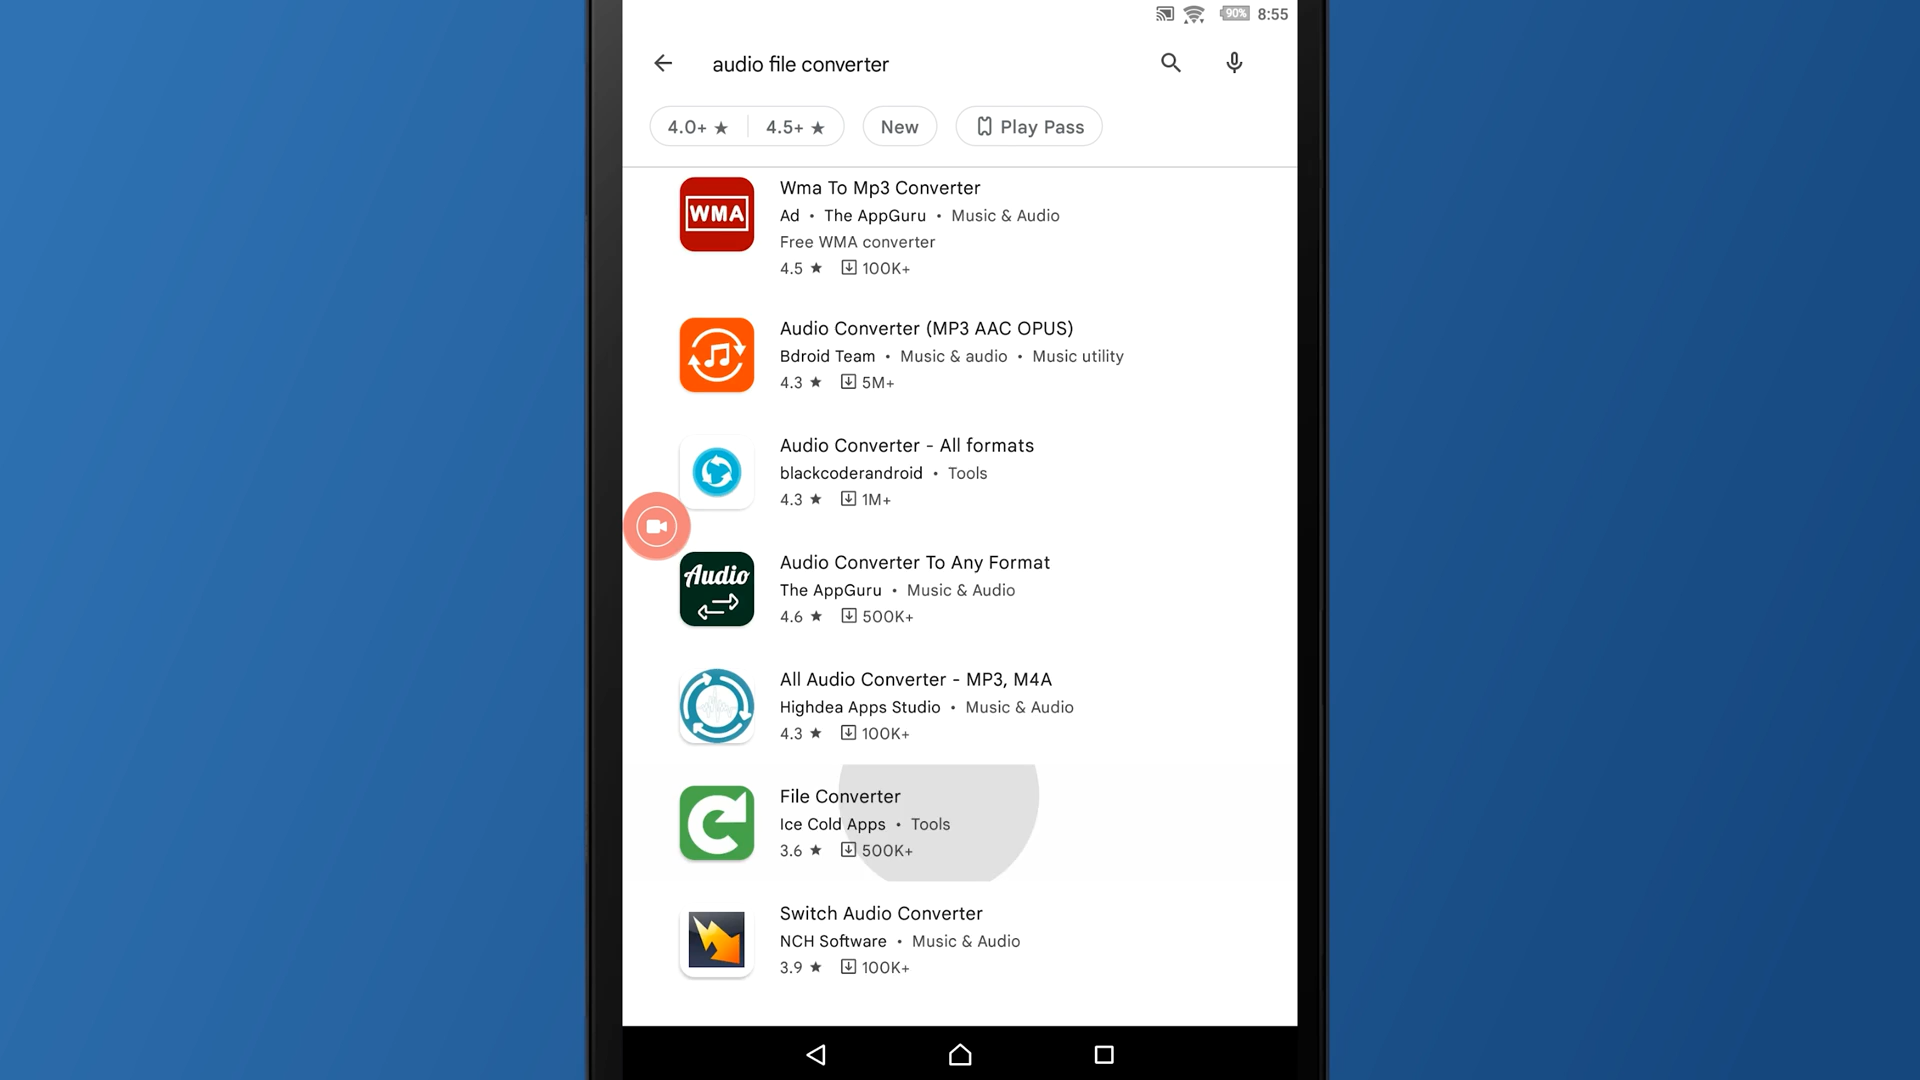 90% 8:55
audio file converter
4.0+ ★ 4.5+ ★ New Play Pass
WMA
Wma To Mp3 Converter
Ad • The AppGuru • Music & Audio
Free WMA converter
4.5 ★ 100K+
Audio Converter (MP3 AAC OPUS)
Bdroid Team • Music & audio • Music utility
4.3 ★ 5M+
Audio Converter - All formats
blackcoderandroid • Tools
4.3 ★ 1M+
Audio
Audio Converter To Any Format
The AppGuru • Music & Audio
4.6 ★ 500K+
All Audio Converter - MP3, M4A
Highdea Apps Studio • Music & Audio
4.3 ★ 100K+
File Converter
Ice Cold Apps • Tools
3.6 ★ 500K+
Switch Audio Converter
NCH Software • Music & Audio
3.9 ★ 100K+